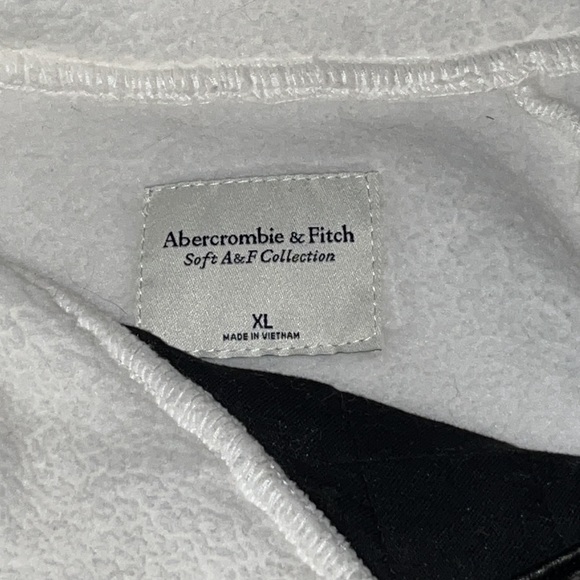 Abercrombie & Fitch
Soft A&F Collection
XL
MADE IN VIETNAM